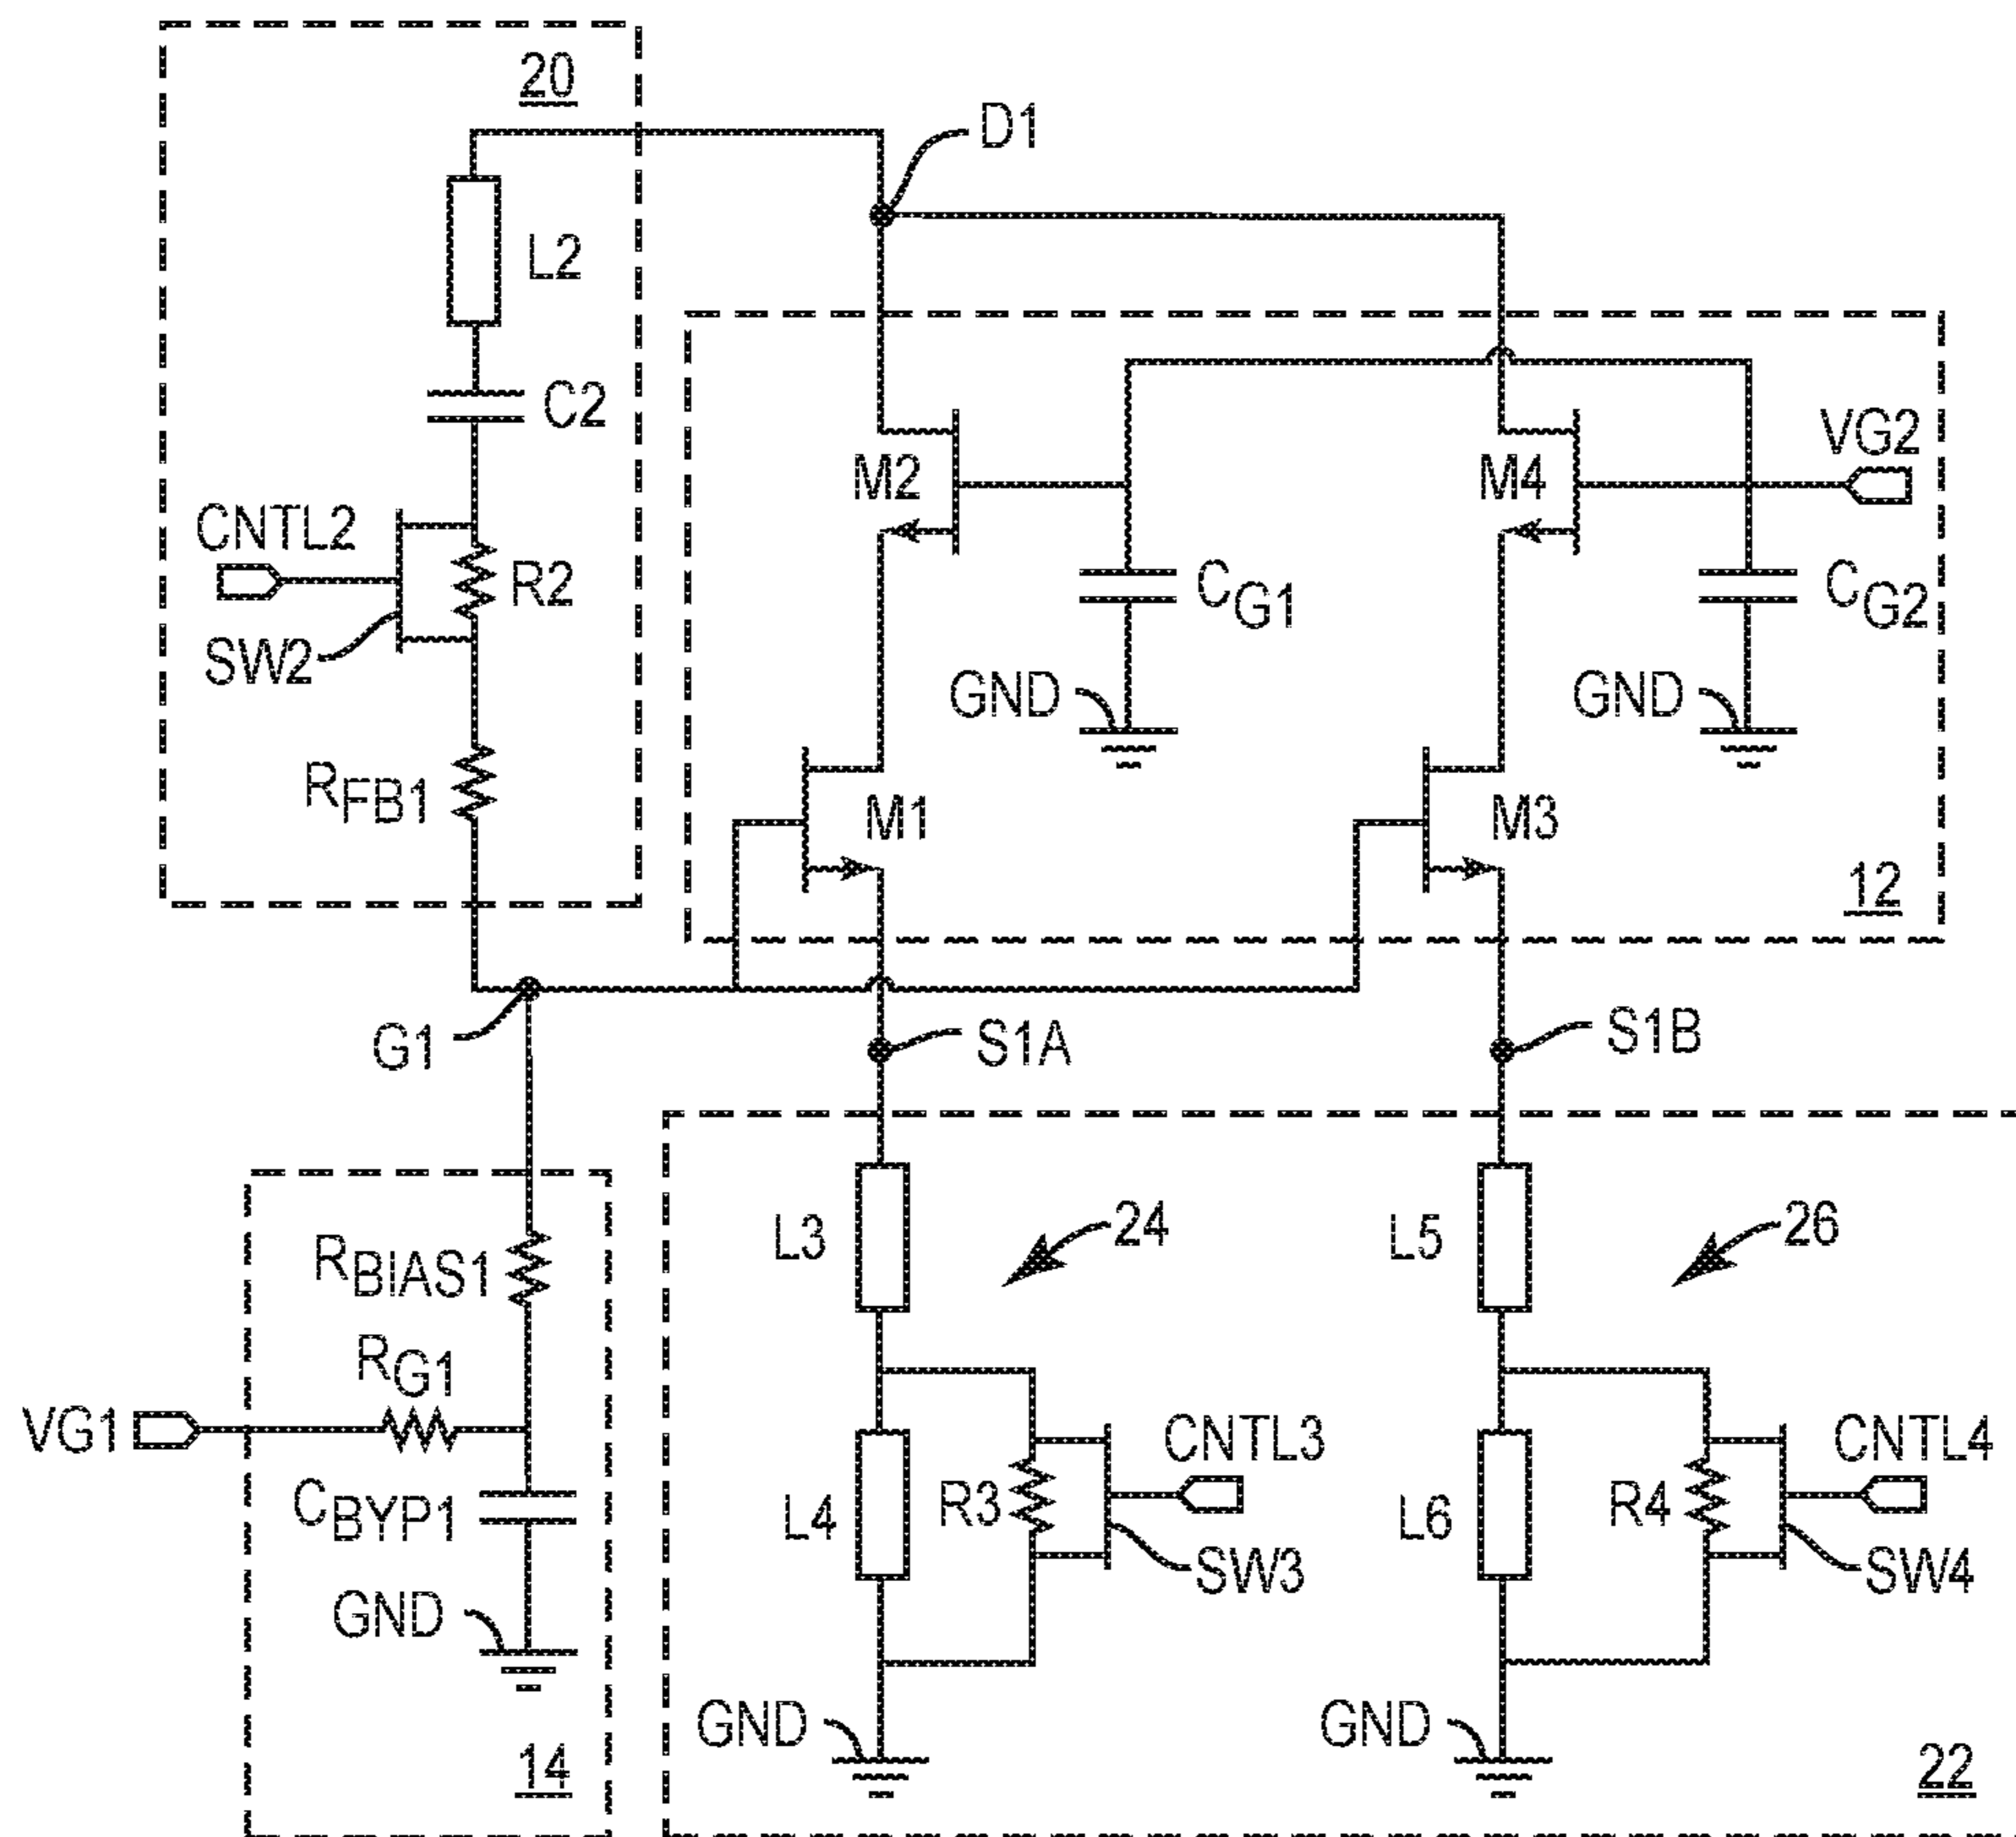 20
D1
L2
C2
VG2
M2
M4
CNTL2
R2
CG1
CG2
SW2
GND
GND
RFB1
M1
M3
12
G1
S1A
S1B
L3
24
L5
26
RBIAS1
RG1
VG1
CNTL3
CNTL4
CBYP1
L4
R3
L6
R4
SW3
SW4
GND
GND
GND
14
22